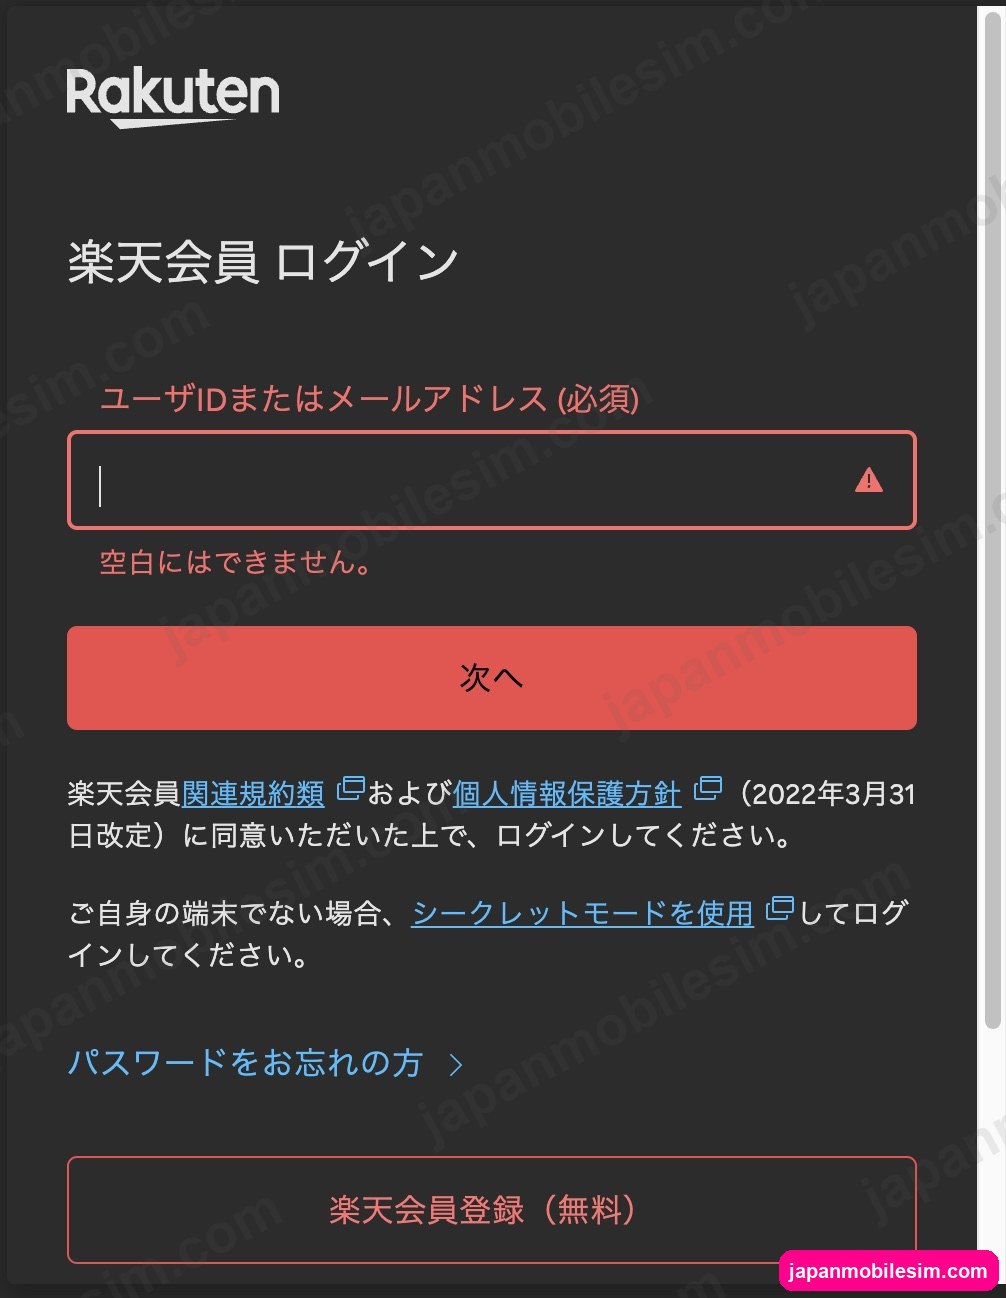 Rakuten
楽天会員 ログイン
ユーザIDまたはメールアドレス (必須)
空白にはできません。
次へ
楽天会員関連規約類 および個人情報保護方針 （2022年3月31
日改定）に同意いただいた上で、ログインしてください。
ご自身の端末でない場合、シークレットモードを使用 してログ
インしてください。
パスワードをお忘れの方
楽天会員登録（無料）
japanmobilesim.com